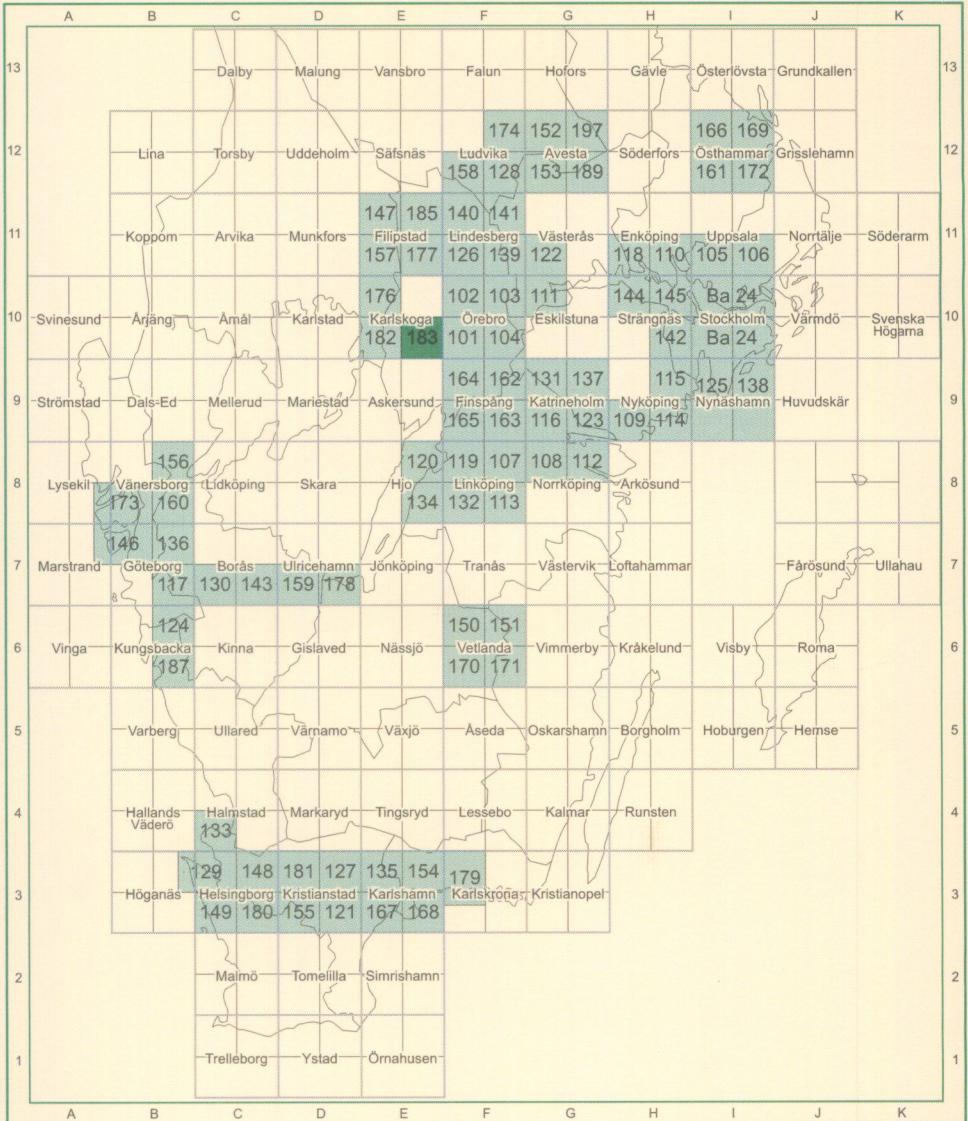 A B C D E F G H I J K
13 Dalby Malung Vansbro Falun Hofors Gävle Österlövsta Grundkallen 13
174 152 197 166 169
12 Lina Torsby Uddeholm Säfsnäs Ludvika Avesta Söderfors Östhammar Grisslehamn 12
158 128 153 189 161 172
147 185 140 141
11 Koppom Arvika Munkfors Filipstad Lindesberg Västerås Enköping Uppsala Norrtälje Söderarm 11
157 177 126 139 122 118 110 105 106
176 102 103 111 144 145 Ba 24
10 Svinesund Årjäng Åmål Karlstad Karlskoga Örebro Eskilstuna Strängnäs Stockholm Värmdö Svenska Högarna 10
182 183 101 104 142 Ba 24
164 162 131 137 115 125 138
9 Strömstad Dals-Ed Mellerud Mariestad Askersund Finspång Katrineholm Nyköping Nynäshamn Huvudskär 9
165 163 116 123 109 114
156 120 119 107 108 112
8 Lysekil Vänersborg Lidköping Skara Hjo Linköping Norrköping Arkösund 8
173 160 134 132 113
146 136
7 Marstrand Göteborg Borås Ulricehamn Jönköping Tranås Västervik Loftahammar Fårösund Ullahau 7
117 130 143 159 178
124 150 151
6 Vinga Kungsbacka Kinna Gislaved Nässjö Vetlanda Vimmerby Kråkelund Visby Roma 6
187 170 171
5 Varberg Ullared Värnamo Växjö Åseda Oskarshamn Borgholm Hoburgen Hemse 5
4 Hallands Väderö Halmstad Markaryd Tingsryd Lessebo Kalmar Runsten 4
133
129 148 181 127 135 154 179
3 Höganäs Helsingborg Kristianstad Karlshamn Karlskrona Kristianopel 3
149 180 155 121 167 168
2 Malmö Tomelilla Simrishamn 2
1 Trelleborg Ystad Örnahusen 1
A B C D E F G H I J K